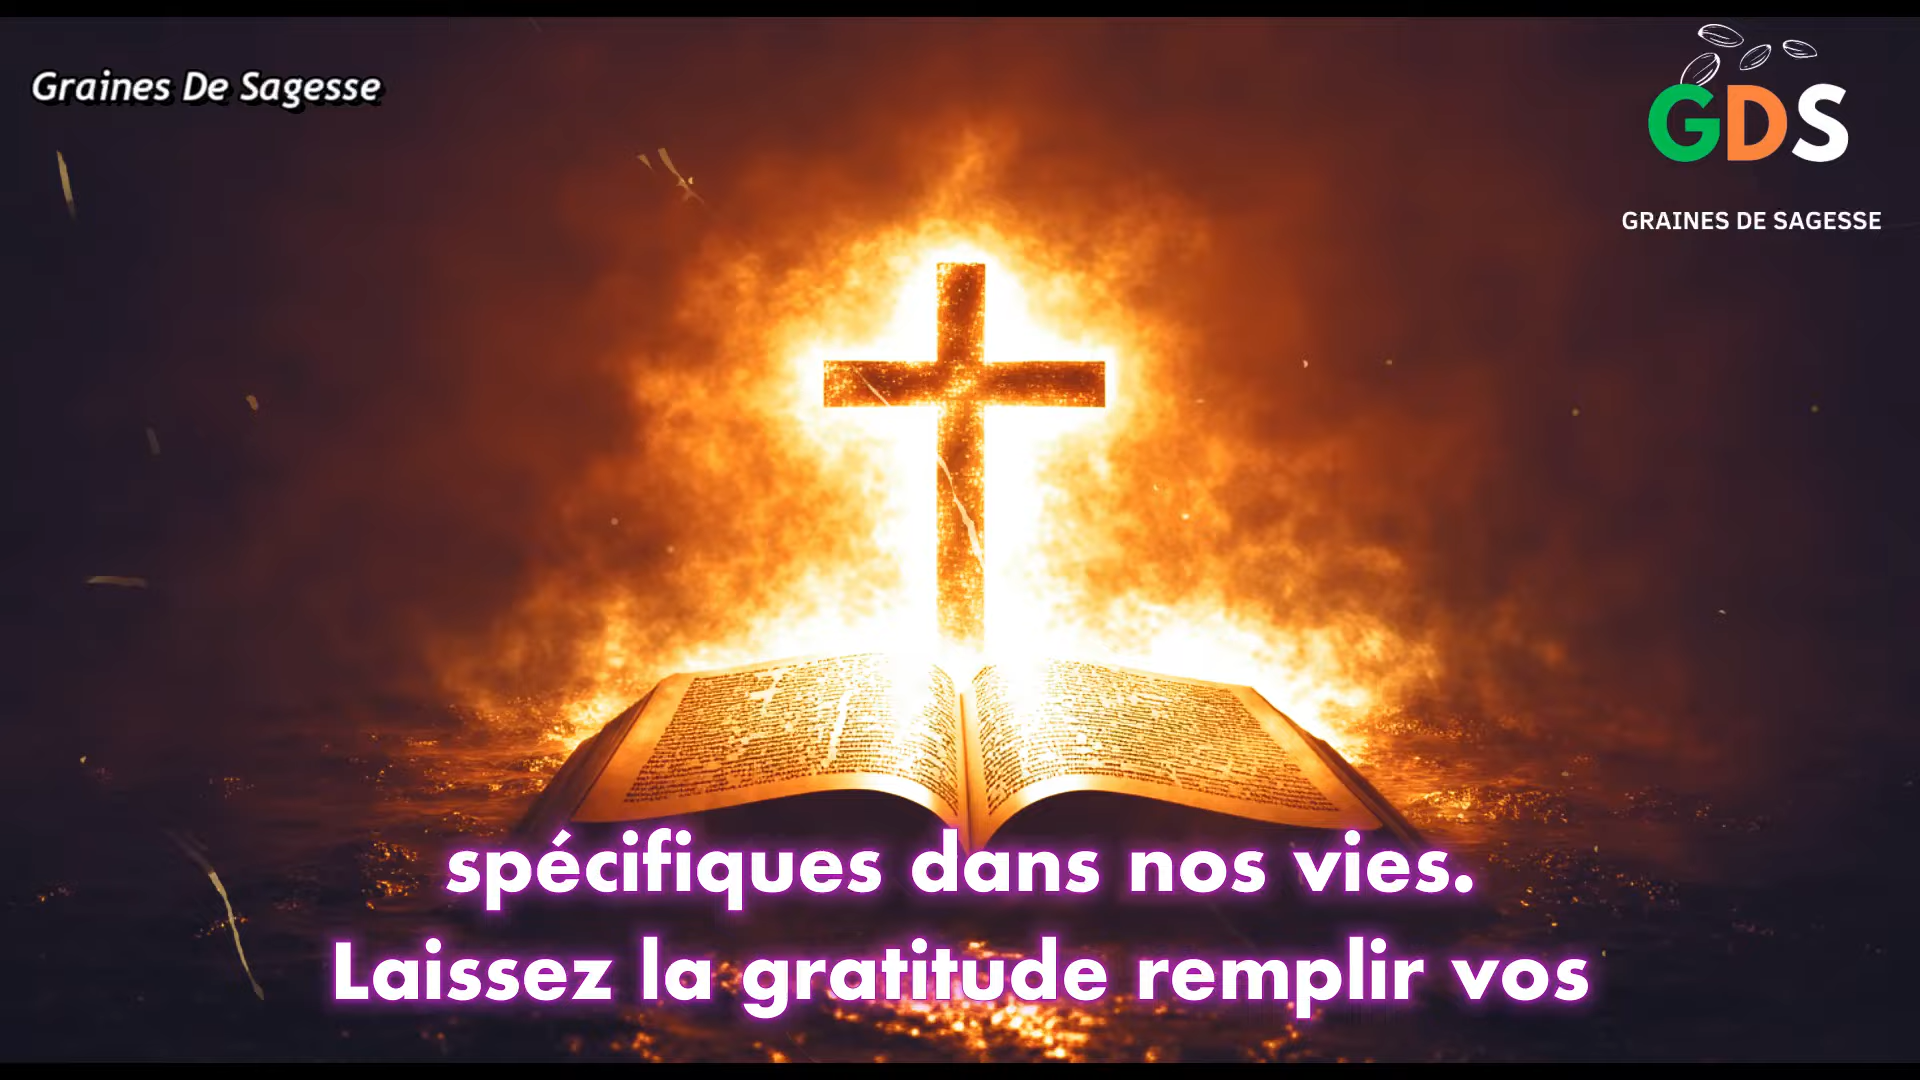 Graines De Sagesse
GDS
GRAINES DE SAGESSE
spécifiques dans nos vies.
Laissez la gratitude remplir vos